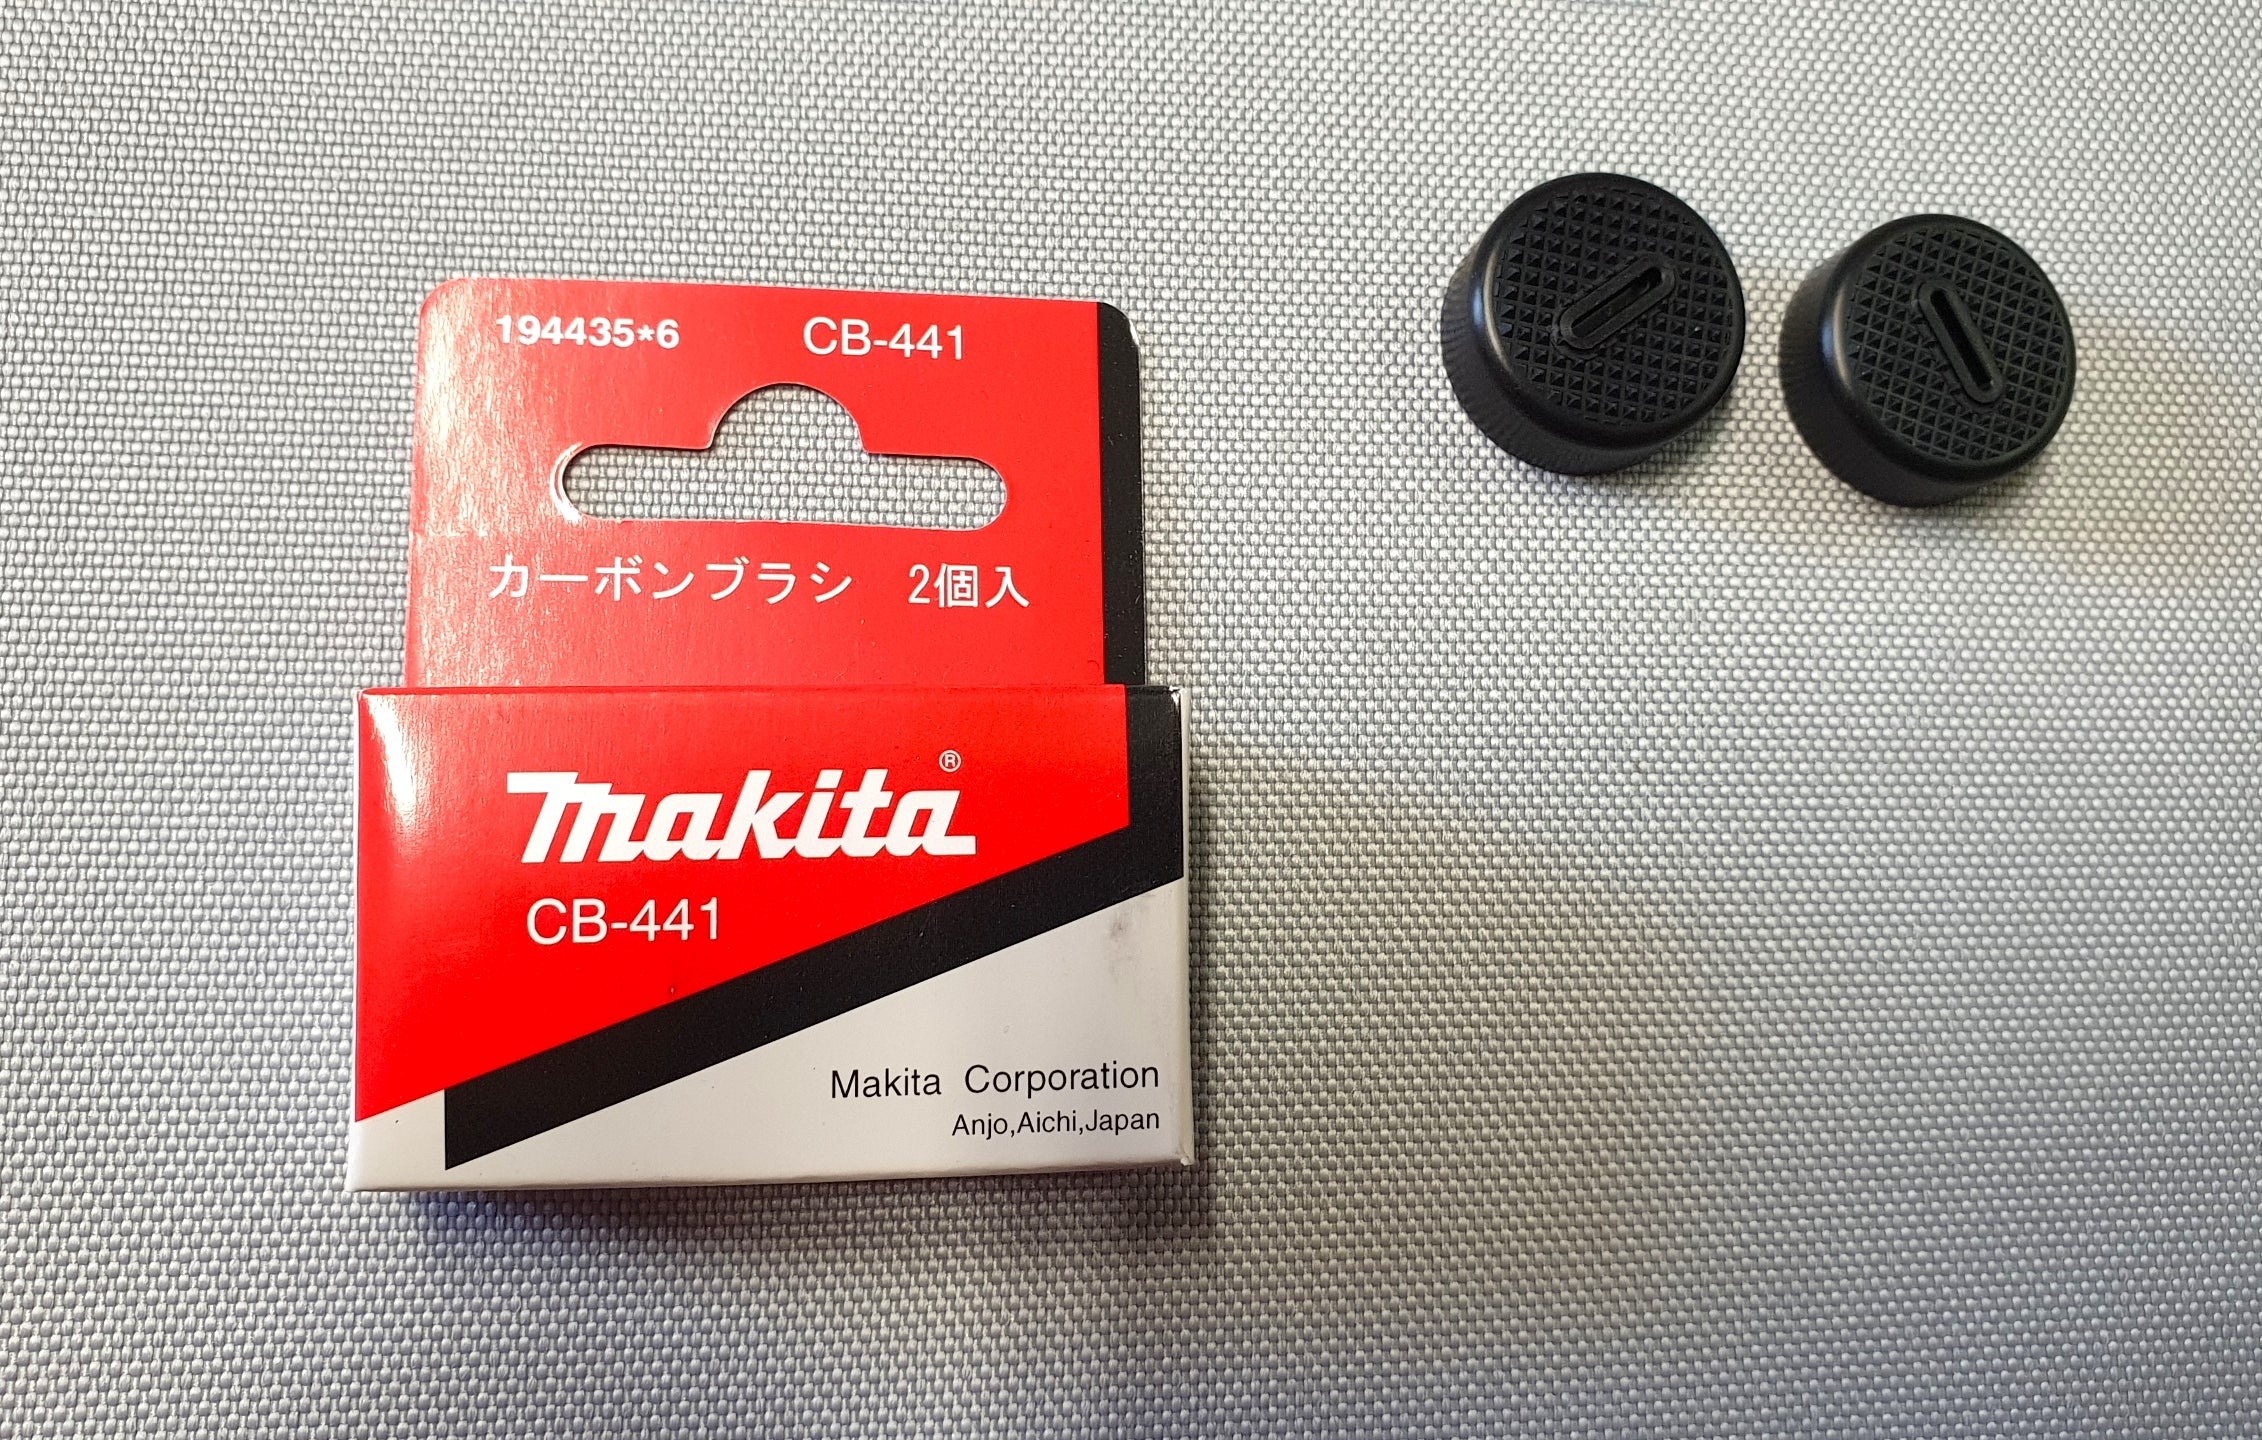 194435*6 CB-441
カーボンブラシ 2個入
makita®
CB-441
Makita Corporation
Anjo,Aichi,Japan